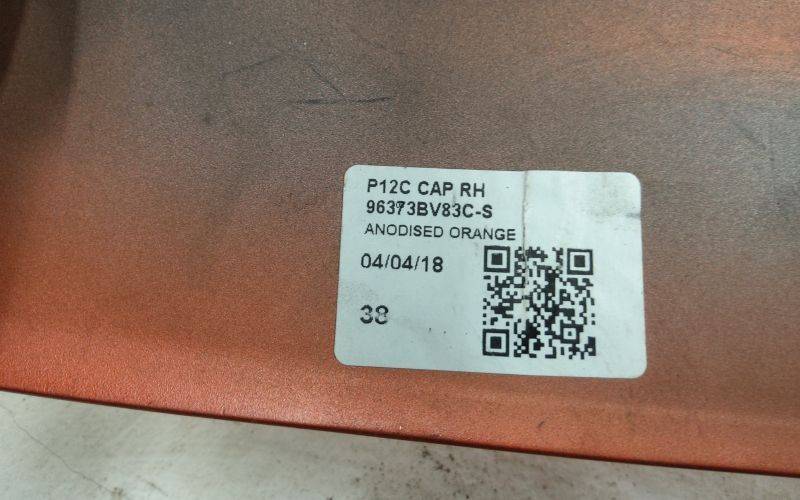 P12C CAP RH
96373BV83C-S
ANODISED ORANGE
04/04/18
38